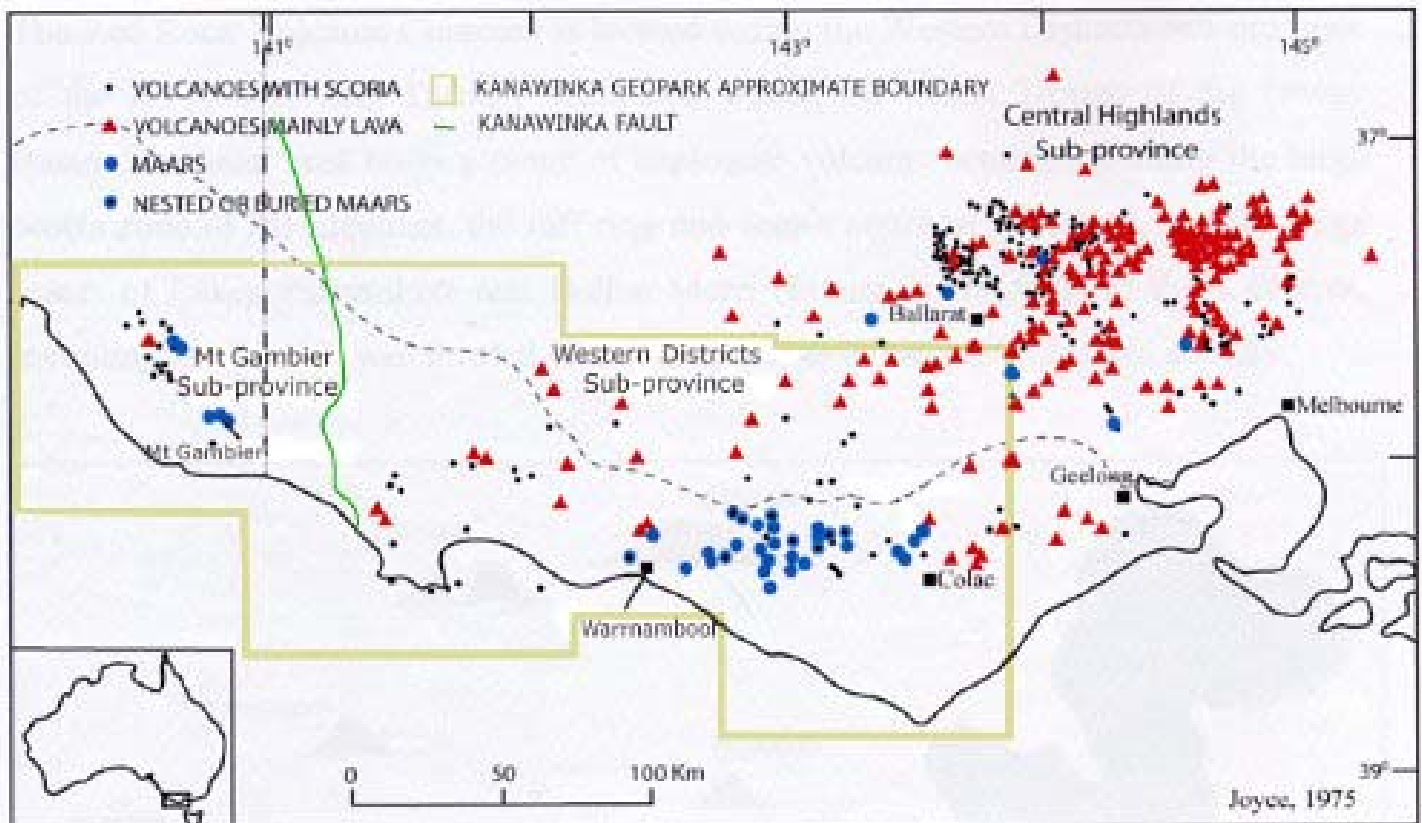 141° 143° 145°
VOLCANOES WITH SCORIA
VOLCANOES MAINLY LAVA
MAARS
NESTED OR BURIED MAARS
KANAWINKA GEOPARK APPROXIMATE BOUNDARY
KANAWINKA FAULT
Central Highlands
Sub-province
37°
Ballarat
Mt Gambier
Sub-province
Western Districts
Sub-province
Melbourne
Mt Gambier
Geelong
Colac
Warrnambool
0 50 100 Km
39°
Joyce, 1975